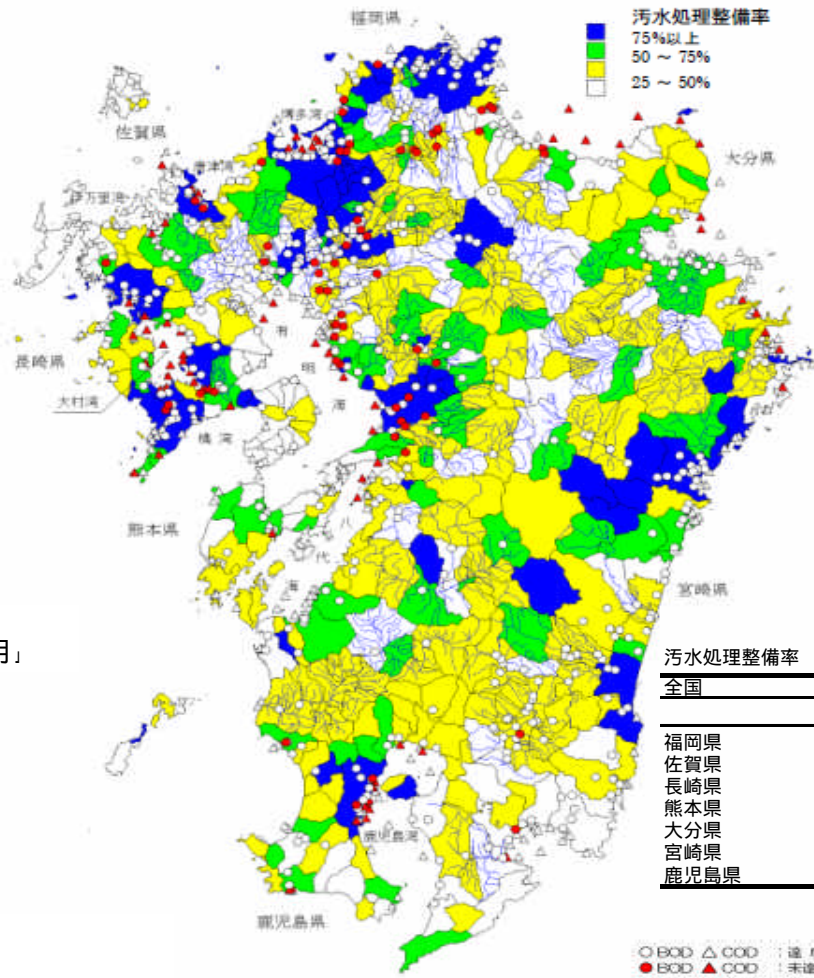 福岡県
汚水処理整備率
75%以上
50 ～ 75%
25 ～ 50%
佐賀県
博多湾
唐津湾
伊万里湾
大分県
長崎県
大村湾
有明海
橘湾
熊本県
八代海
宮崎県
月」
汚水処理整備率
全国
福岡県
佐賀県
長崎県
熊本県
大分県
宮崎県
鹿児島県
鹿児島湾
鹿児島県
○ BOD △ COD : 達
● BOD ▲ COD : 未達